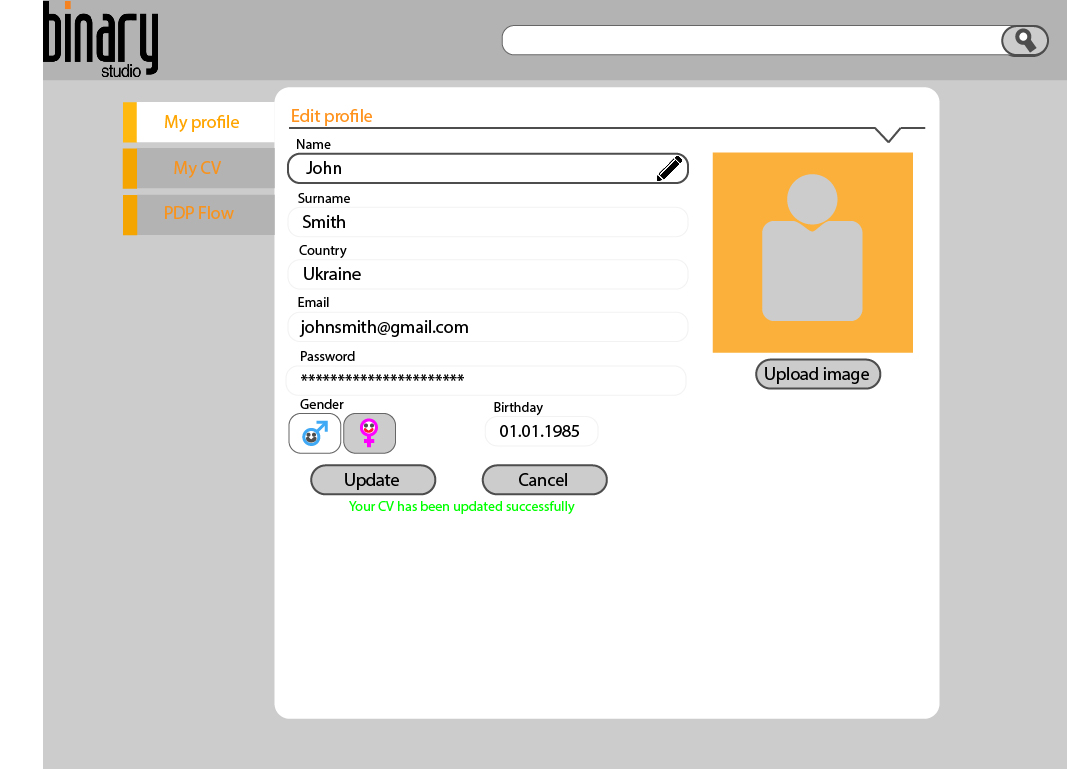 binary
studio
My profile
My CV
PDP Flow
Edit profile
Name
John
Surname
Smith
Country
Ukraine
Email
johnsmith@gmail.com
Password
**********************
Gender
Birthday
01.01.1985
Update
Cancel
Your CV has been updated successfully
Upload image